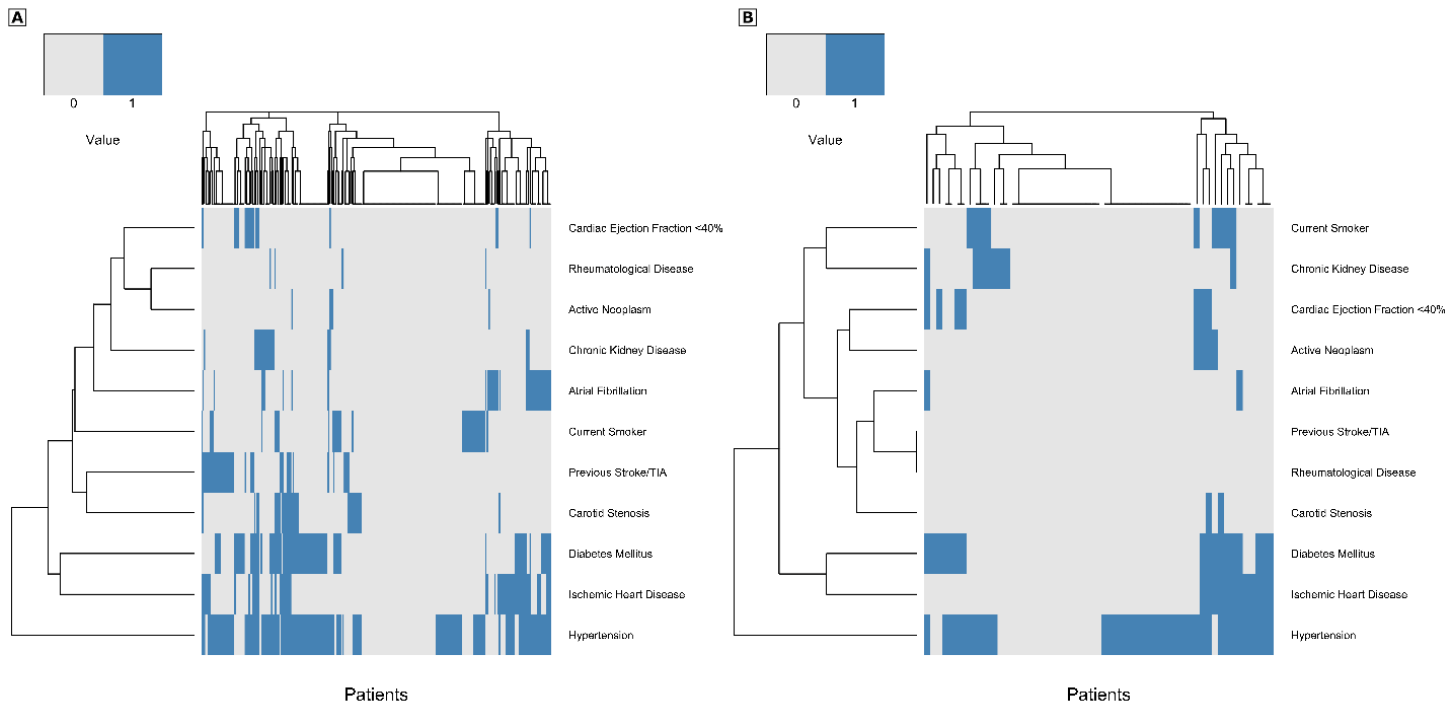 A
0 1
Value
Cardiac Ejection Fraction <40%
Rheumatological Disease
Active Neoplasm
Chronic Kidney Disease
Atrial Fibrillation
Current Smoker
Previous Stroke/TIA
Carotid Stenosis
Diabetes Mellitus
Ischemic Heart Disease
Hypertension
Patients
B
0 1
Value
Current Smoker
Chronic Kidney Disease
Cardiac Ejection Fraction <40%
Active Neoplasm
Atrial Fibrillation
Previous Stroke/TIA
Rheumatological Disease
Carotid Stenosis
Diabetes Mellitus
Ischemic Heart Disease
Hypertension
Patients